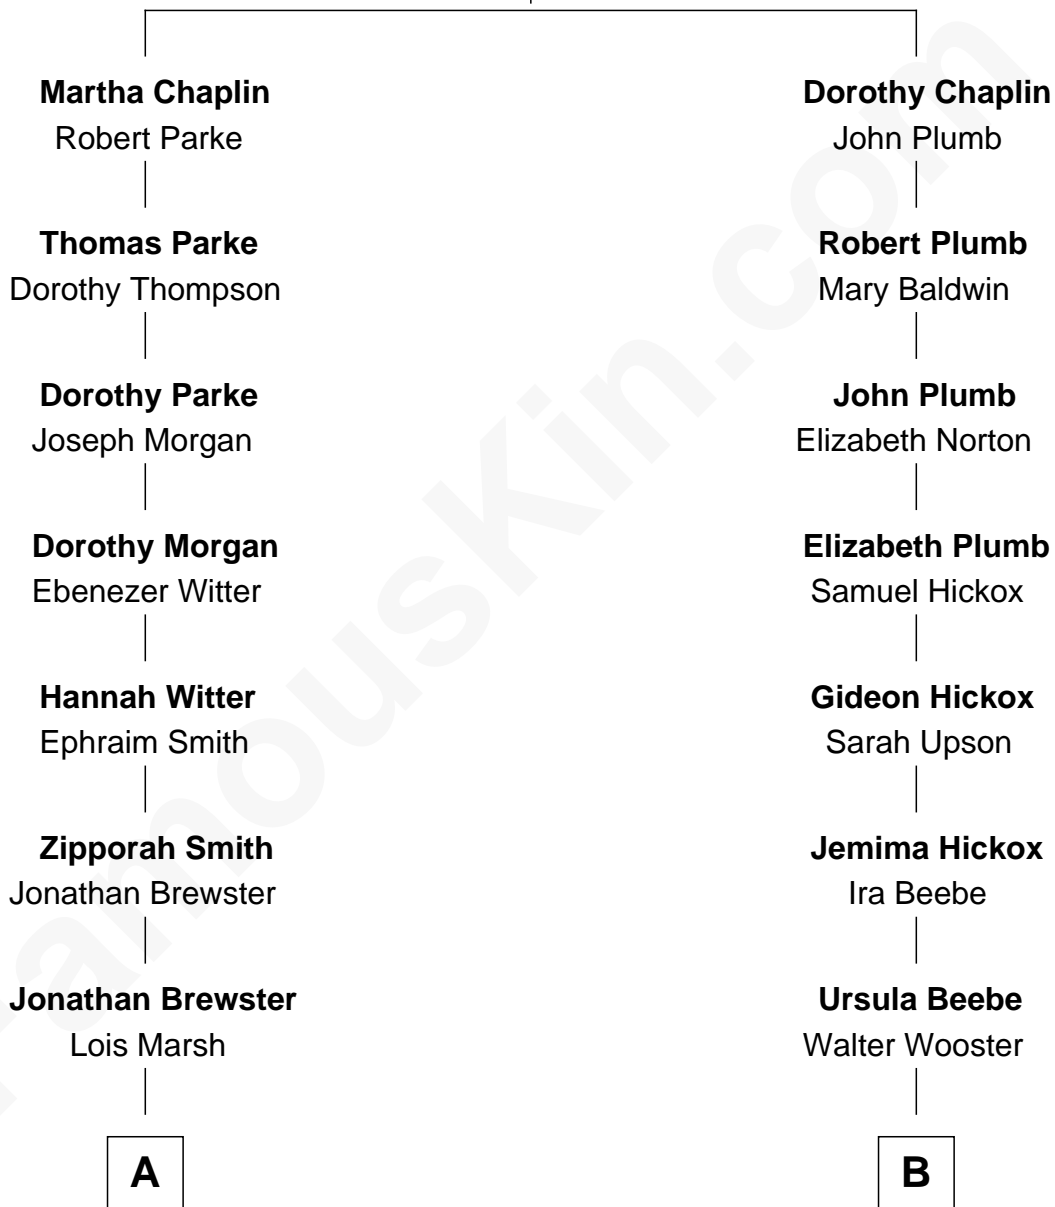 Martha Chaplin
Robert Parke
Thomas Parke
Dorothy Thompson
Dorothy Parke
Joseph Morgan
Dorothy Morgan
Ebenezer Witter
Hannah Witter
Ephraim Smith
Zipporah Smith
Jonathan Brewster
Jonathan Brewster
Lois Marsh
A
Dorothy Chaplin
John Plumb
Robert Plumb
Mary Baldwin
John Plumb
Elizabeth Norton
Elizabeth Plumb
Samuel Hickox
Gideon Hickox
Sarah Upson
Jemima Hickox
Ira Beebe
Ursula Beebe
Walter Wooster
B
FamousKin.com